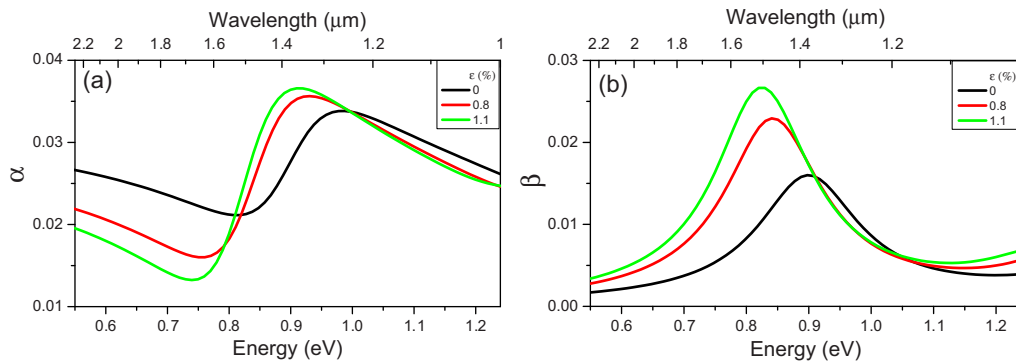 Wavelength (μm)
2.2 2 1.8 1.6 1.4 1.2 1
0.04
0.03
0.02
0.01
α
(a)
ε (%)
0
0.8
1.1
0.6 0.7 0.8 0.9 1.0 1.1 1.2
Energy (eV)
Wavelength (μm)
2.2 2 1.8 1.6 1.4 1.2
0.03
0.02
0.01
0.00
β
(b)
ε (%)
0
0.8
1.1
0.6 0.7 0.8 0.9 1.0 1.1 1.2
Energy (eV)